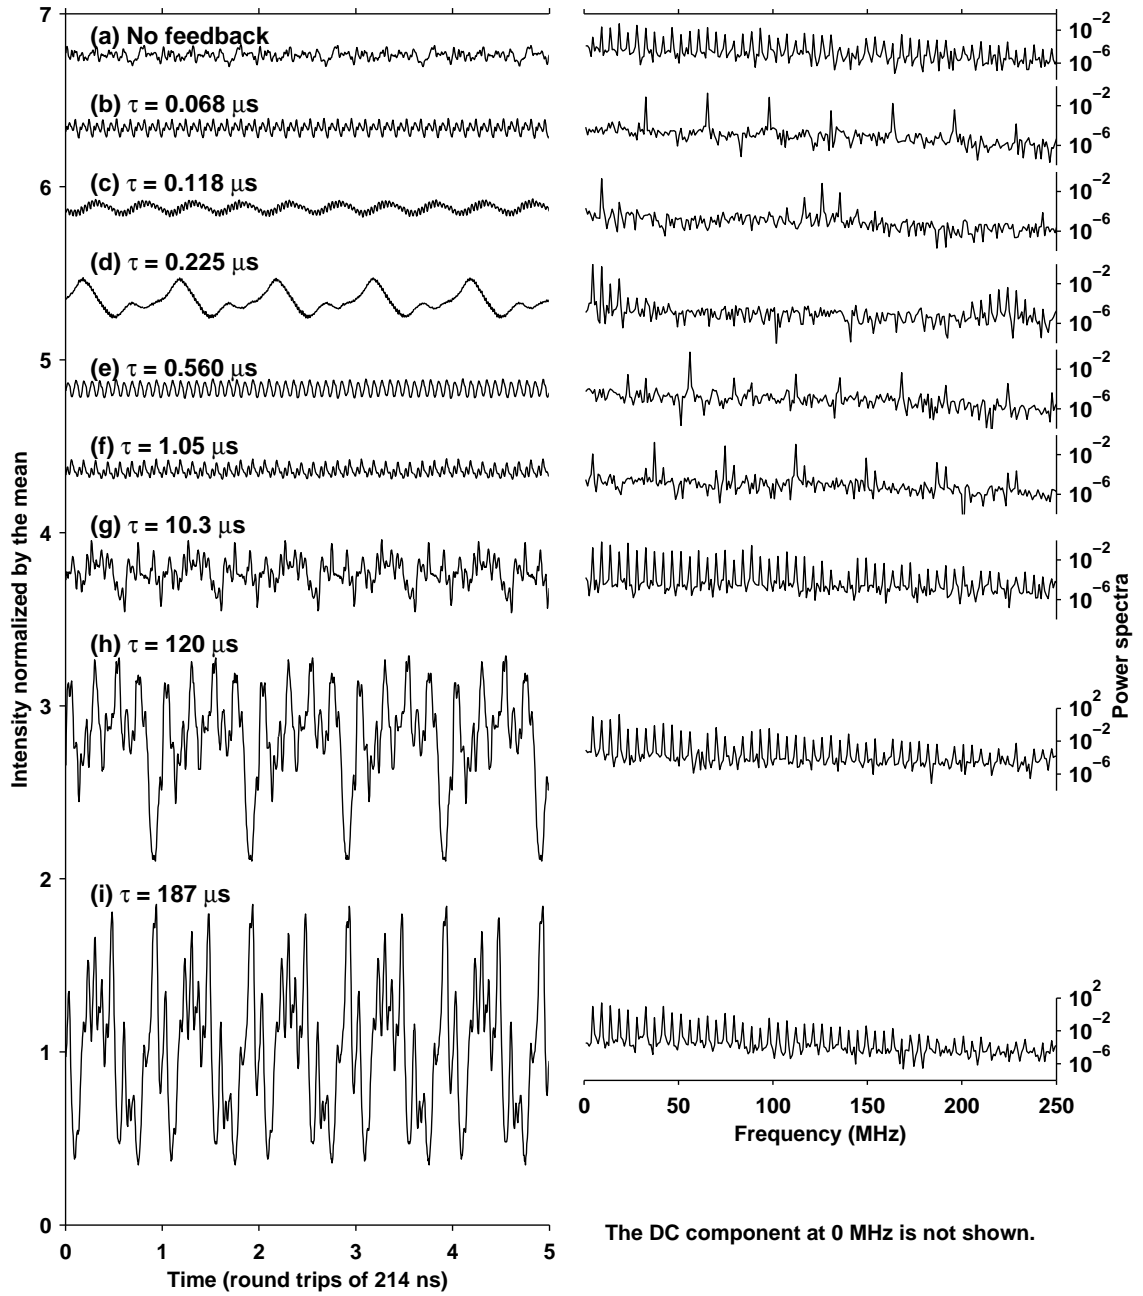 7
6
5
4
3
2
1
0
Intensity normalized by the mean
(a) No feedback
(b) τ = 0.068 μs
(c) τ = 0.118 μs
(d) τ = 0.225 μs
(e) τ = 0.560 μs
(f) τ = 1.05 μs
(g) τ = 10.3 μs
(h) τ = 120 μs
(i) τ = 187 μs
0 1 2 3 4 5
Time (round trips of 214 ns)
10⁻²
10⁻⁶
10⁻²
10⁻⁶
10⁻²
10⁻⁶
10⁻²
10⁻⁶
10⁻²
10⁻⁶
10⁻²
10⁻⁶
10⁻²
10⁻⁶
10²
10⁻²
10⁻⁶
10²
10⁻²
10⁻⁶
Power spectra
0 50 100 150 200 250
Frequency (MHz)
The DC component at 0 MHz is not shown.